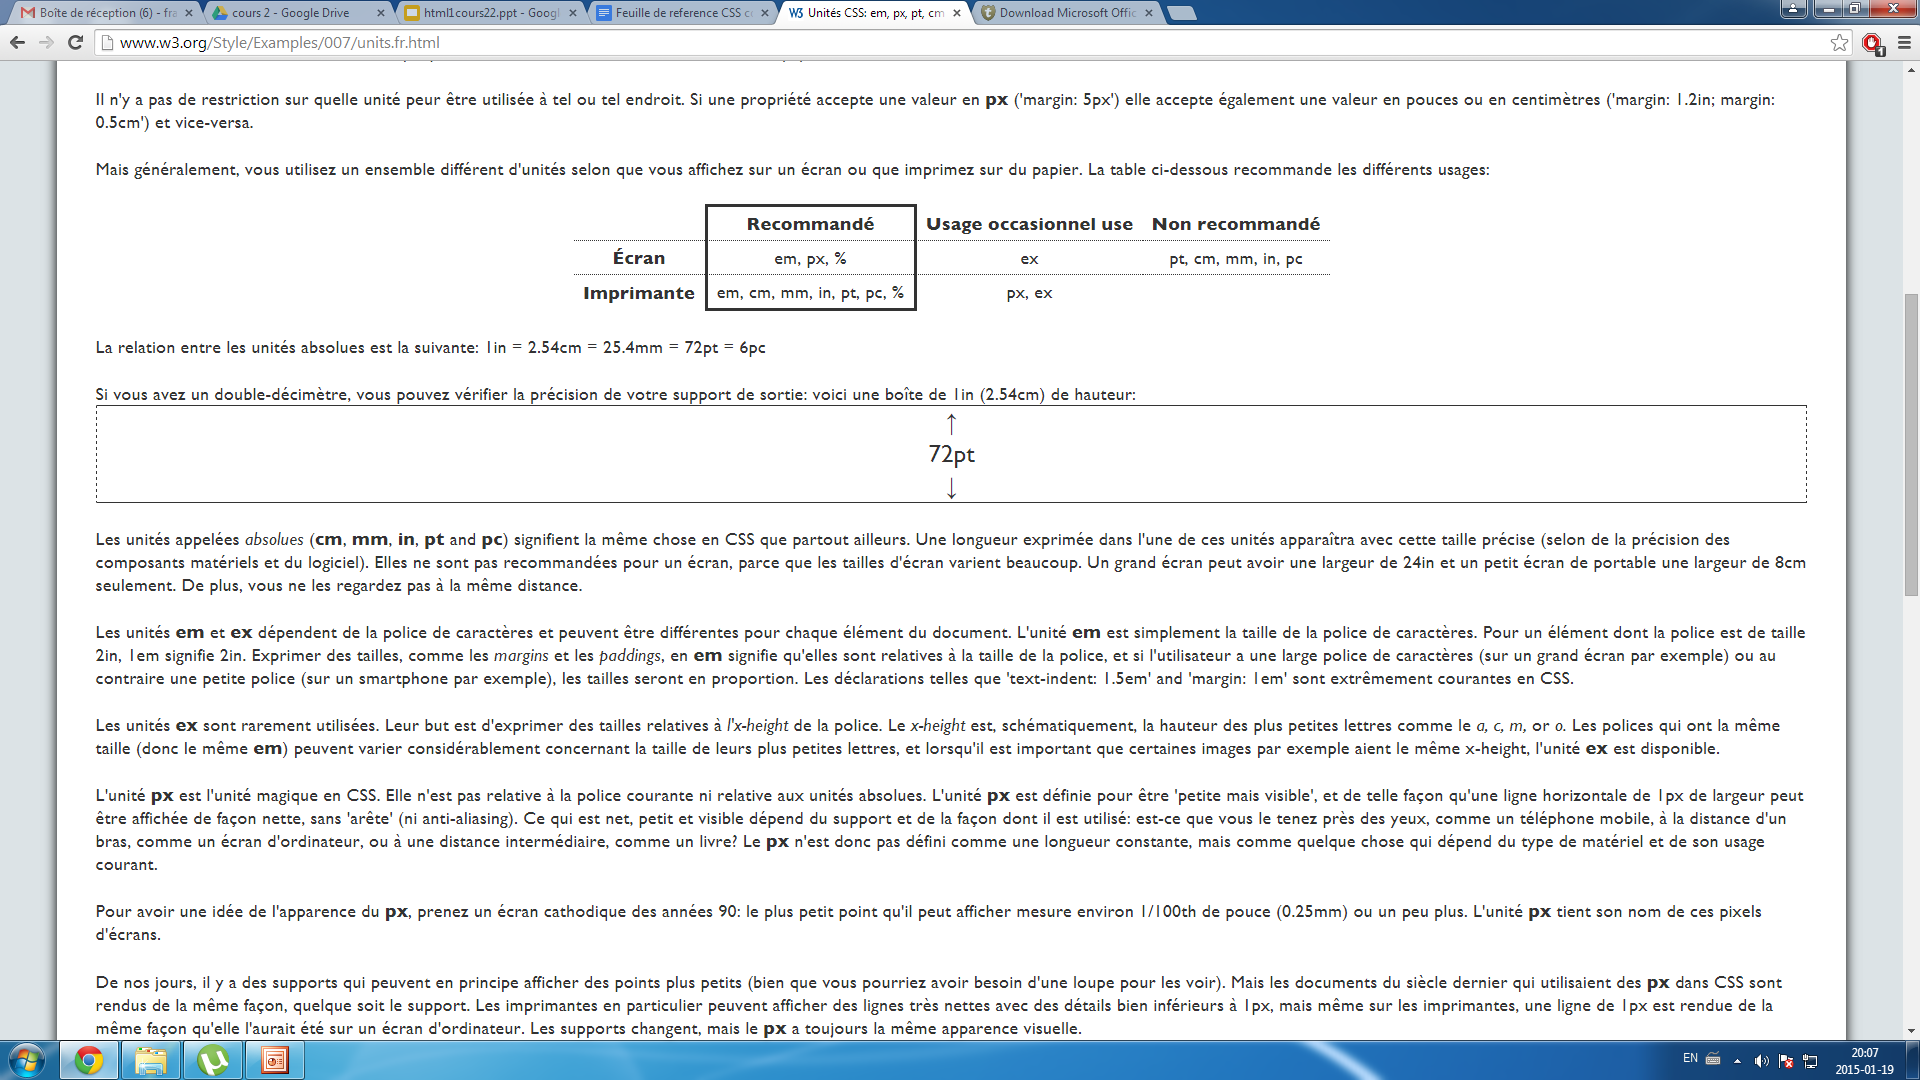 Boîte de réception (6) - fra
cours 2 - Google Drive
html1cours22.ppt - Googl
Feuille de reference CSS c
W3 Unités CSS: em, px, pt, cm
Download Microsoft Offic
www.w3.org/Style/Examples/007/units.fr.html
1
Il n'y a pas de restriction sur quelle unité peur être utilisée à tel ou tel endroit. Si une propriété accepte une valeur en px ('margin: 5px') elle accepte également une valeur en pouces ou en centimètres ('margin: 1.2in; margin:
0.5cm') et vice-versa.
Mais généralement, vous utilisez un ensemble différent d'unités selon que vous affichez sur un écran ou que imprimez sur du papier. La table ci-dessous recommande les différents usages:
Recommandé Usage occasionnel use Non recommandé
Écran em, px, % ex pt, cm, mm, in, pc
Imprimante em, cm, mm, in, pt, pc, % px, ex
La relation entre les unités absolues est la suivante: 1in = 2.54cm = 25.4mm = 72pt = 6pc
Si vous avez un double-décimètre, vous pouvez vérifier la précision de votre support de sortie: voici une boîte de 1in (2.54cm) de hauteur:
↑
72pt
↓
Les unités appelées absolues (cm, mm, in, pt and pc) signifient la même chose en CSS que partout ailleurs. Une longueur exprimée dans l'une de ces unités apparaîtra avec cette taille précise (selon de la précision des
composants matériels et du logiciel). Elles ne sont pas recommandées pour un écran, parce que les tailles d'écran varient beaucoup. Un grand écran peut avoir une largeur de 24in et un petit écran de portable une largeur de 8cm
seulement. De plus, vous ne les regardez pas à la même distance.
Les unités em et ex dépendent de la police de caractères et peuvent être différentes pour chaque élément du document. L'unité em est simplement la taille de la police de caractères. Pour un élément dont la police est de taille
2in, 1em signifie 2in. Exprimer des tailles, comme les margins et les paddings, en em signifie qu'elles sont relatives à la taille de la police, et si l'utilisateur a une large police de caractères (sur un grand écran par exemple) ou au
contraire une petite police (sur un smartphone par exemple), les tailles seront en proportion. Les déclarations telles que 'text-indent: 1.5em' and 'margin: 1em' sont extrêmement courantes en CSS.
Les unités ex sont rarement utilisées. Leur but est d'exprimer des tailles relatives à l'x-height de la police. Le x-height est, schématiquement, la hauteur des plus petites lettres comme le a, c, m, or o. Les polices qui ont la même
taille (donc le même em) peuvent varier considérablement concernant la taille de leurs plus petites lettres, et lorsqu'il est important que certaines images par exemple aient le même x-height, l'unité ex est disponible.
L'unité px est l'unité magique en CSS. Elle n'est pas relative à la police courante ni relative aux unités absolues. L'unité px est définie pour être 'petite mais visible', et de telle façon qu'une ligne horizontale de 1px de largeur peut
être affichée de façon nette, sans 'arête' (ni anti-aliasing). Ce qui est net, petit et visible dépend du support et de la façon dont il est utilisé: est-ce que vous le tenez près des yeux, comme un téléphone mobile, à la distance d'un
bras, comme un écran d'ordinateur, ou à une distance intermédiaire, comme un livre? Le px n'est donc pas défini comme une longueur constante, mais comme quelque chose qui dépend du type de matériel et de son usage
courant.
Pour avoir une idée de l'apparence du px, prenez un écran cathodique des années 90: le plus petit point qu'il peut afficher mesure environ 1/100th de pouce (0.25mm) ou un peu plus. L'unité px tient son nom de ces pixels
d'écrans.
De nos jours, il y a des supports qui peuvent en principe afficher des points plus petits (bien que vous pourriez avoir besoin d'une loupe pour les voir). Mais les documents du siècle dernier qui utilisaient des px dans CSS sont
rendus de la même façon, quelque soit le support. Les imprimantes en particulier peuvent afficher des lignes très nettes avec des détails bien inférieurs à 1px, mais même sur les imprimantes, une ligne de 1px est rendue de la
même façon qu'elle l'aurait été sur un écran d'ordinateur. Les supports changent, mais le px a toujours la même apparence visuelle.
EN
20:07
2015-01-19